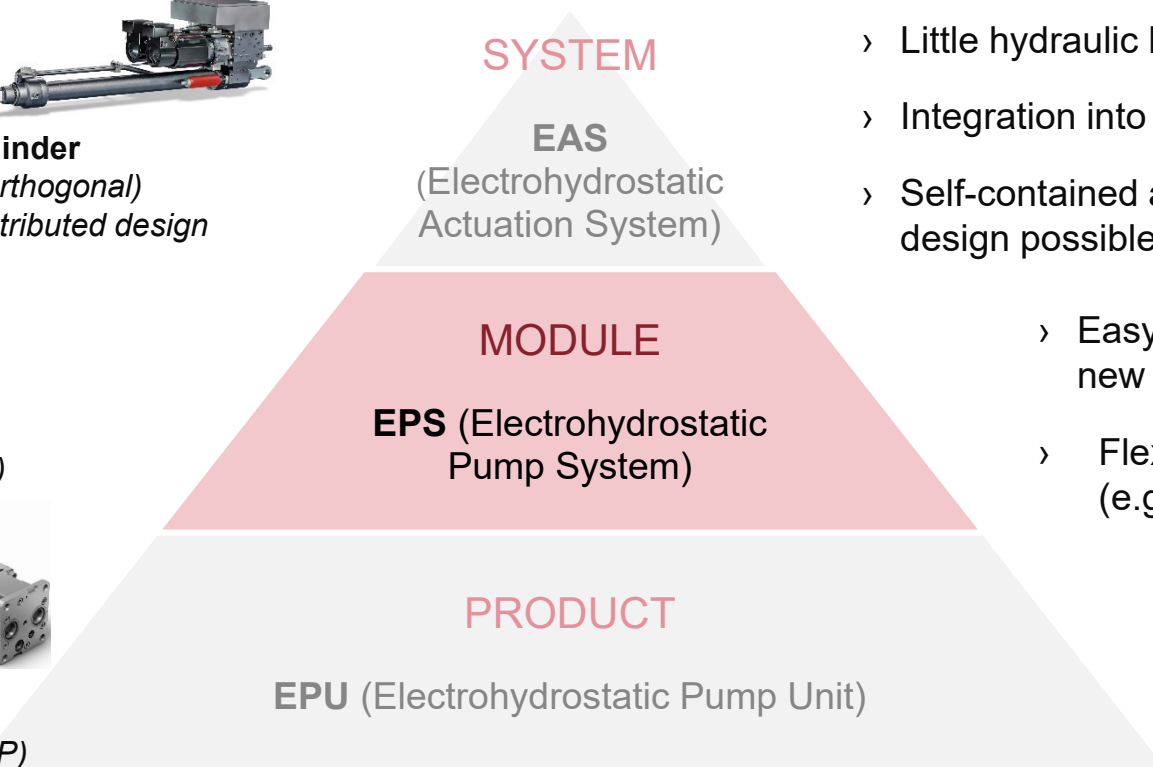 SYSTEM
EAS
(Electrohydrostatic
Actuation System)
inder
rthogonal)
tributed design
› Little hydraulic
› Integration into
› Self-contained
design possible
MODULE
EPS (Electrohydrostatic
Pump System)
› Easy
new
› Flex
(e.g
)
PRODUCT
EPU (Electrohydrostatic Pump Unit)
P)